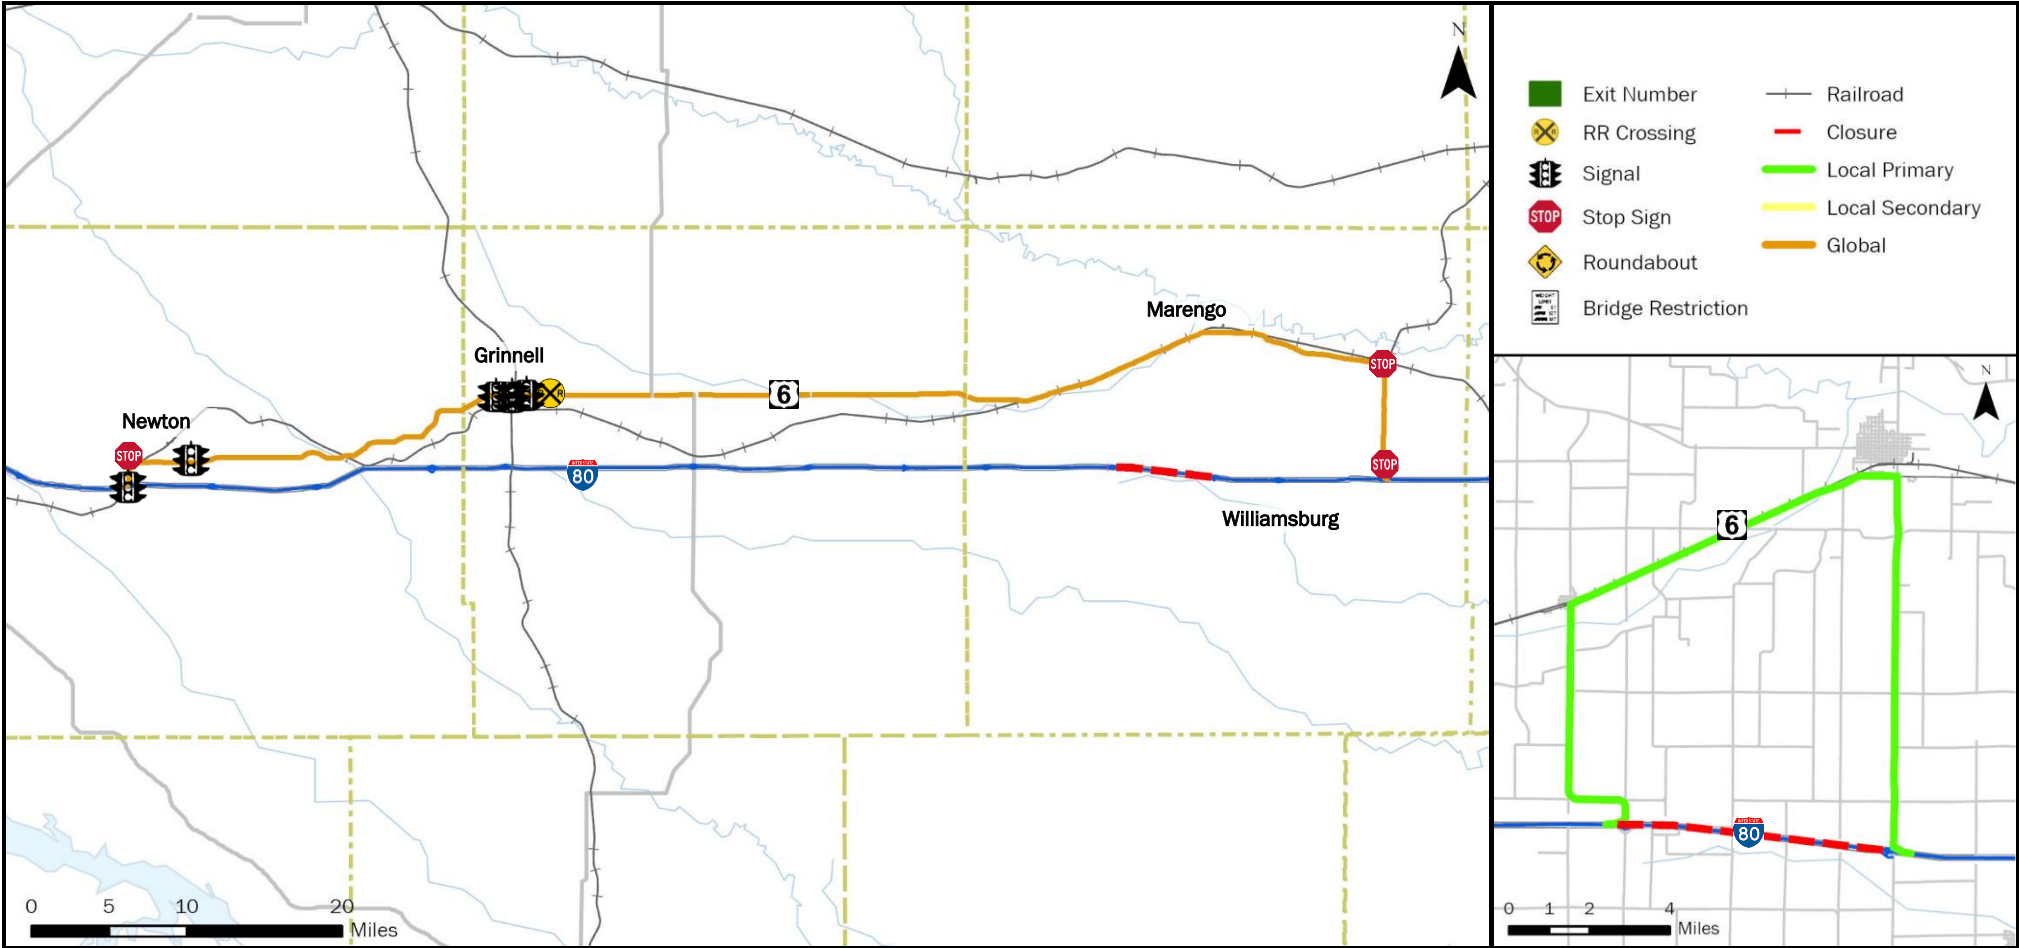 N
Marengo
Grinnell
STOP
6
Newton
STOP
STOP
80
Williamsburg
0 5 10 20
Miles
Exit Number
Railroad
RR Crossing
Closure
Signal
Local Primary
STOP
Stop Sign
Local Secondary
Global
Roundabout
WEIGHT
LIMIT
Bridge Restriction
N
6
80
0 1 2 4
Miles